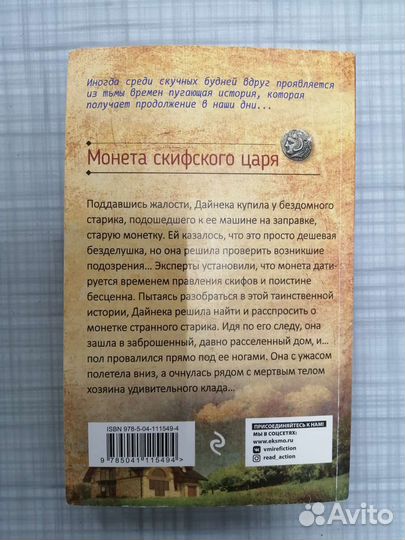 Иногда среди скучных будней вдруг проявляется
из тьмы времен пугающая история, которая
получает продолжение в наши дни...
Монета скифского царя
Поддавшись жалости, Дайнека купила у бездомного
старика, подошедшего к ее машине на заправке,
старую монетку. Ей казалось, что это просто дешевая
безделушка, но она решила проверить возникшие
подозрения... Эксперты установили, что монета дати-
руется временем правления скифов и поистине
бесценна. Пытаясь разобраться в этой таинственной
истории, Дайнека решила найти и расспросить о
монетке странного старика. Идя по его следу, она
зашла в заброшенный, давно расселенный дом, и...
пол провалился прямо под ее ногами. Она с ужасом
полетела вниз, а очнулась рядом с мертвым телом
хозяина удивительного клада...
ISBN 978-5-04-111549-4
9 785041 115494 >
ПРИСОЕДИНЯЙТЕСЬ К НАМ!
МЫ В СОЦСЕТЯХ:
www.eksmo.ru
vmirefiction
read_action
Avito